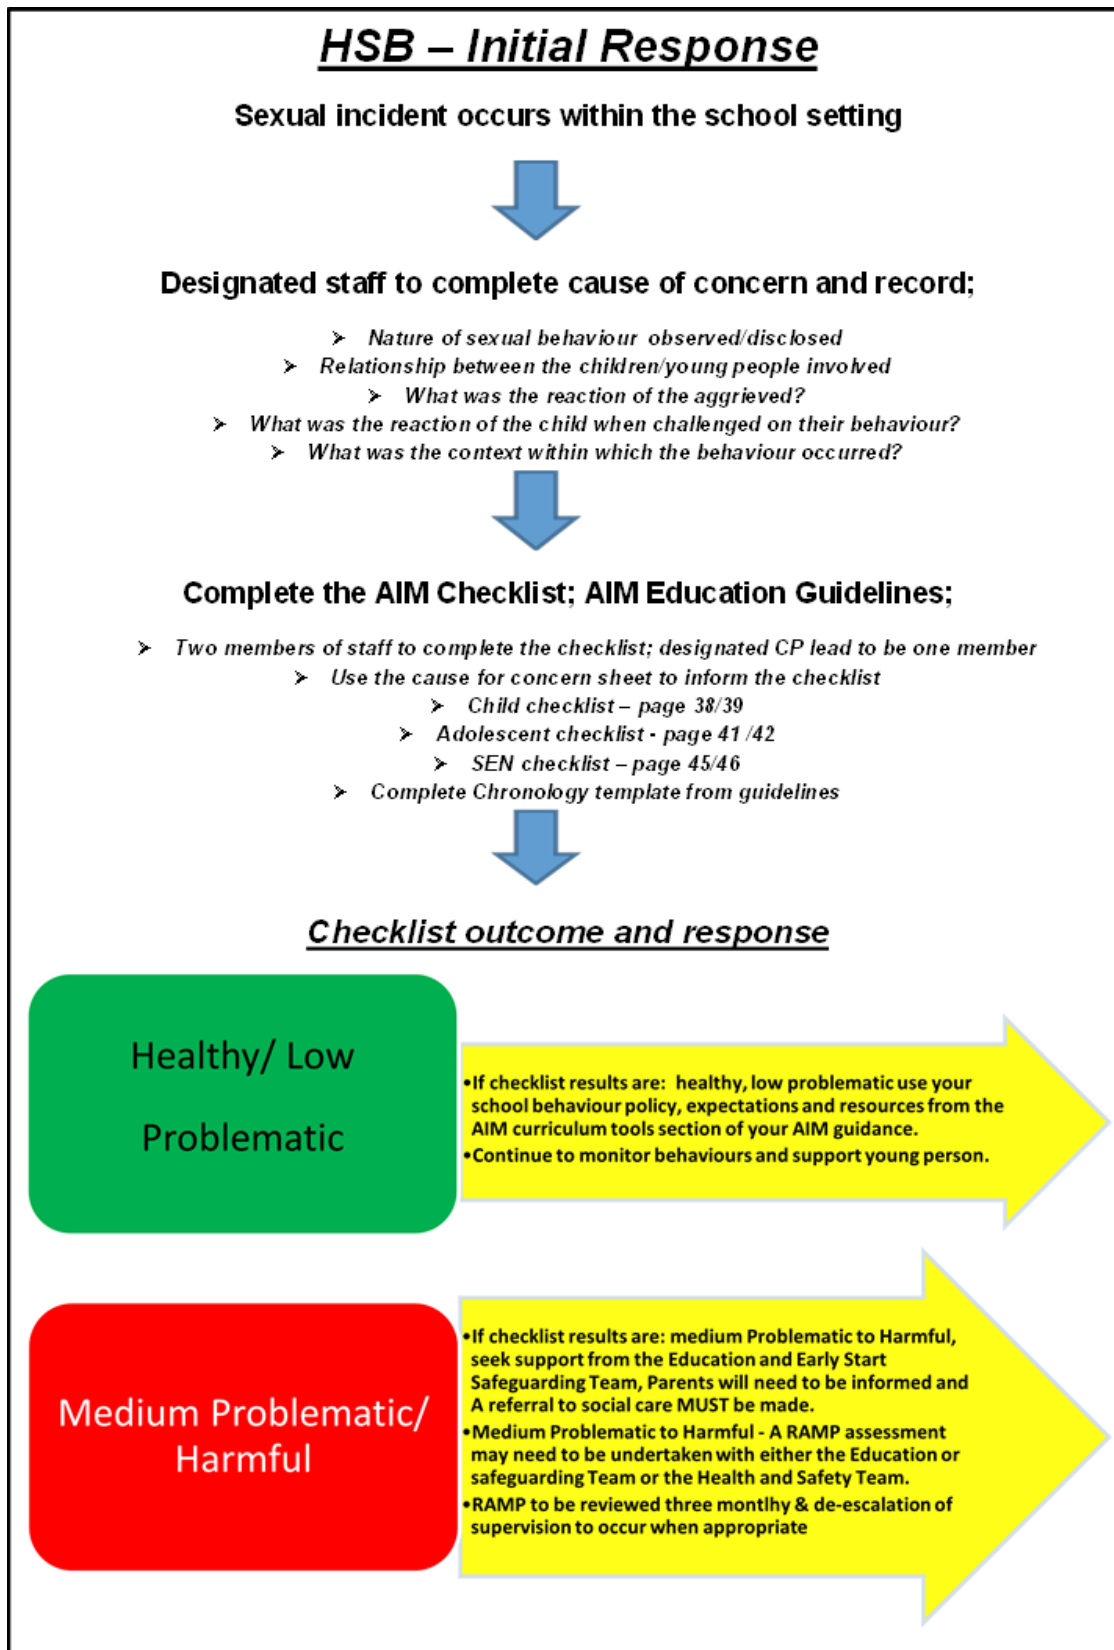 HSB – Initial Response
Sexual incident occurs within the school setting
Designated staff to complete cause of concern and record;
➢ Nature of sexual behaviour observed/disclosed
➢ Relationship between the children/young people involved
➢ What was the reaction of the aggrieved?
➢ What was the reaction of the child when challenged on their behaviour?
➢ What was the context within which the behaviour occurred?
Complete the AIM Checklist; AIM Education Guidelines;
➢ Two members of staff to complete the checklist; designated CP lead to be one member
➢ Use the cause for concern sheet to inform the checklist
➢ Child checklist – page 38/39
➢ Adolescent checklist - page 41 /42
➢ SEN checklist – page 45/46
➢ Complete Chronology template from guidelines
Checklist outcome and response
Healthy/ Low
Problematic
•If checklist results are: healthy, low problematic use your
school behaviour policy, expectations and resources from the
AIM curriculum tools section of your AIM guidance.
•Continue to monitor behaviours and support young person.
Medium Problematic/
Harmful
•If checklist results are: medium Problematic to Harmful,
seek support from the Education and Early Start
Safeguarding Team, Parents will need to be informed and
A referral to social care MUST be made.
•Medium Problematic to Harmful - A RAMP assessment
may need to be undertaken with either the Education or
safeguarding Team or the Health and Safety Team.
•RAMP to be reviewed three montlhy & de-escalation of
supervision to occur when appropriate